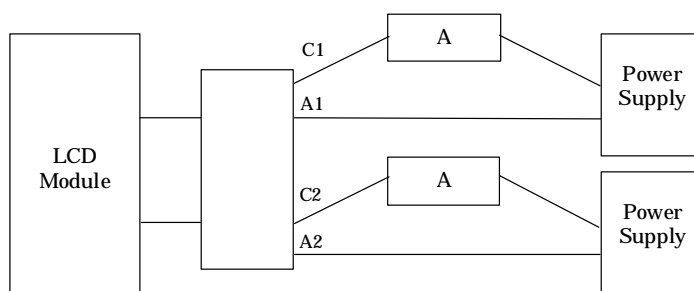 C1
A
Power
Supply
A1
LCD
Module
C2
A
Power
Supply
A2